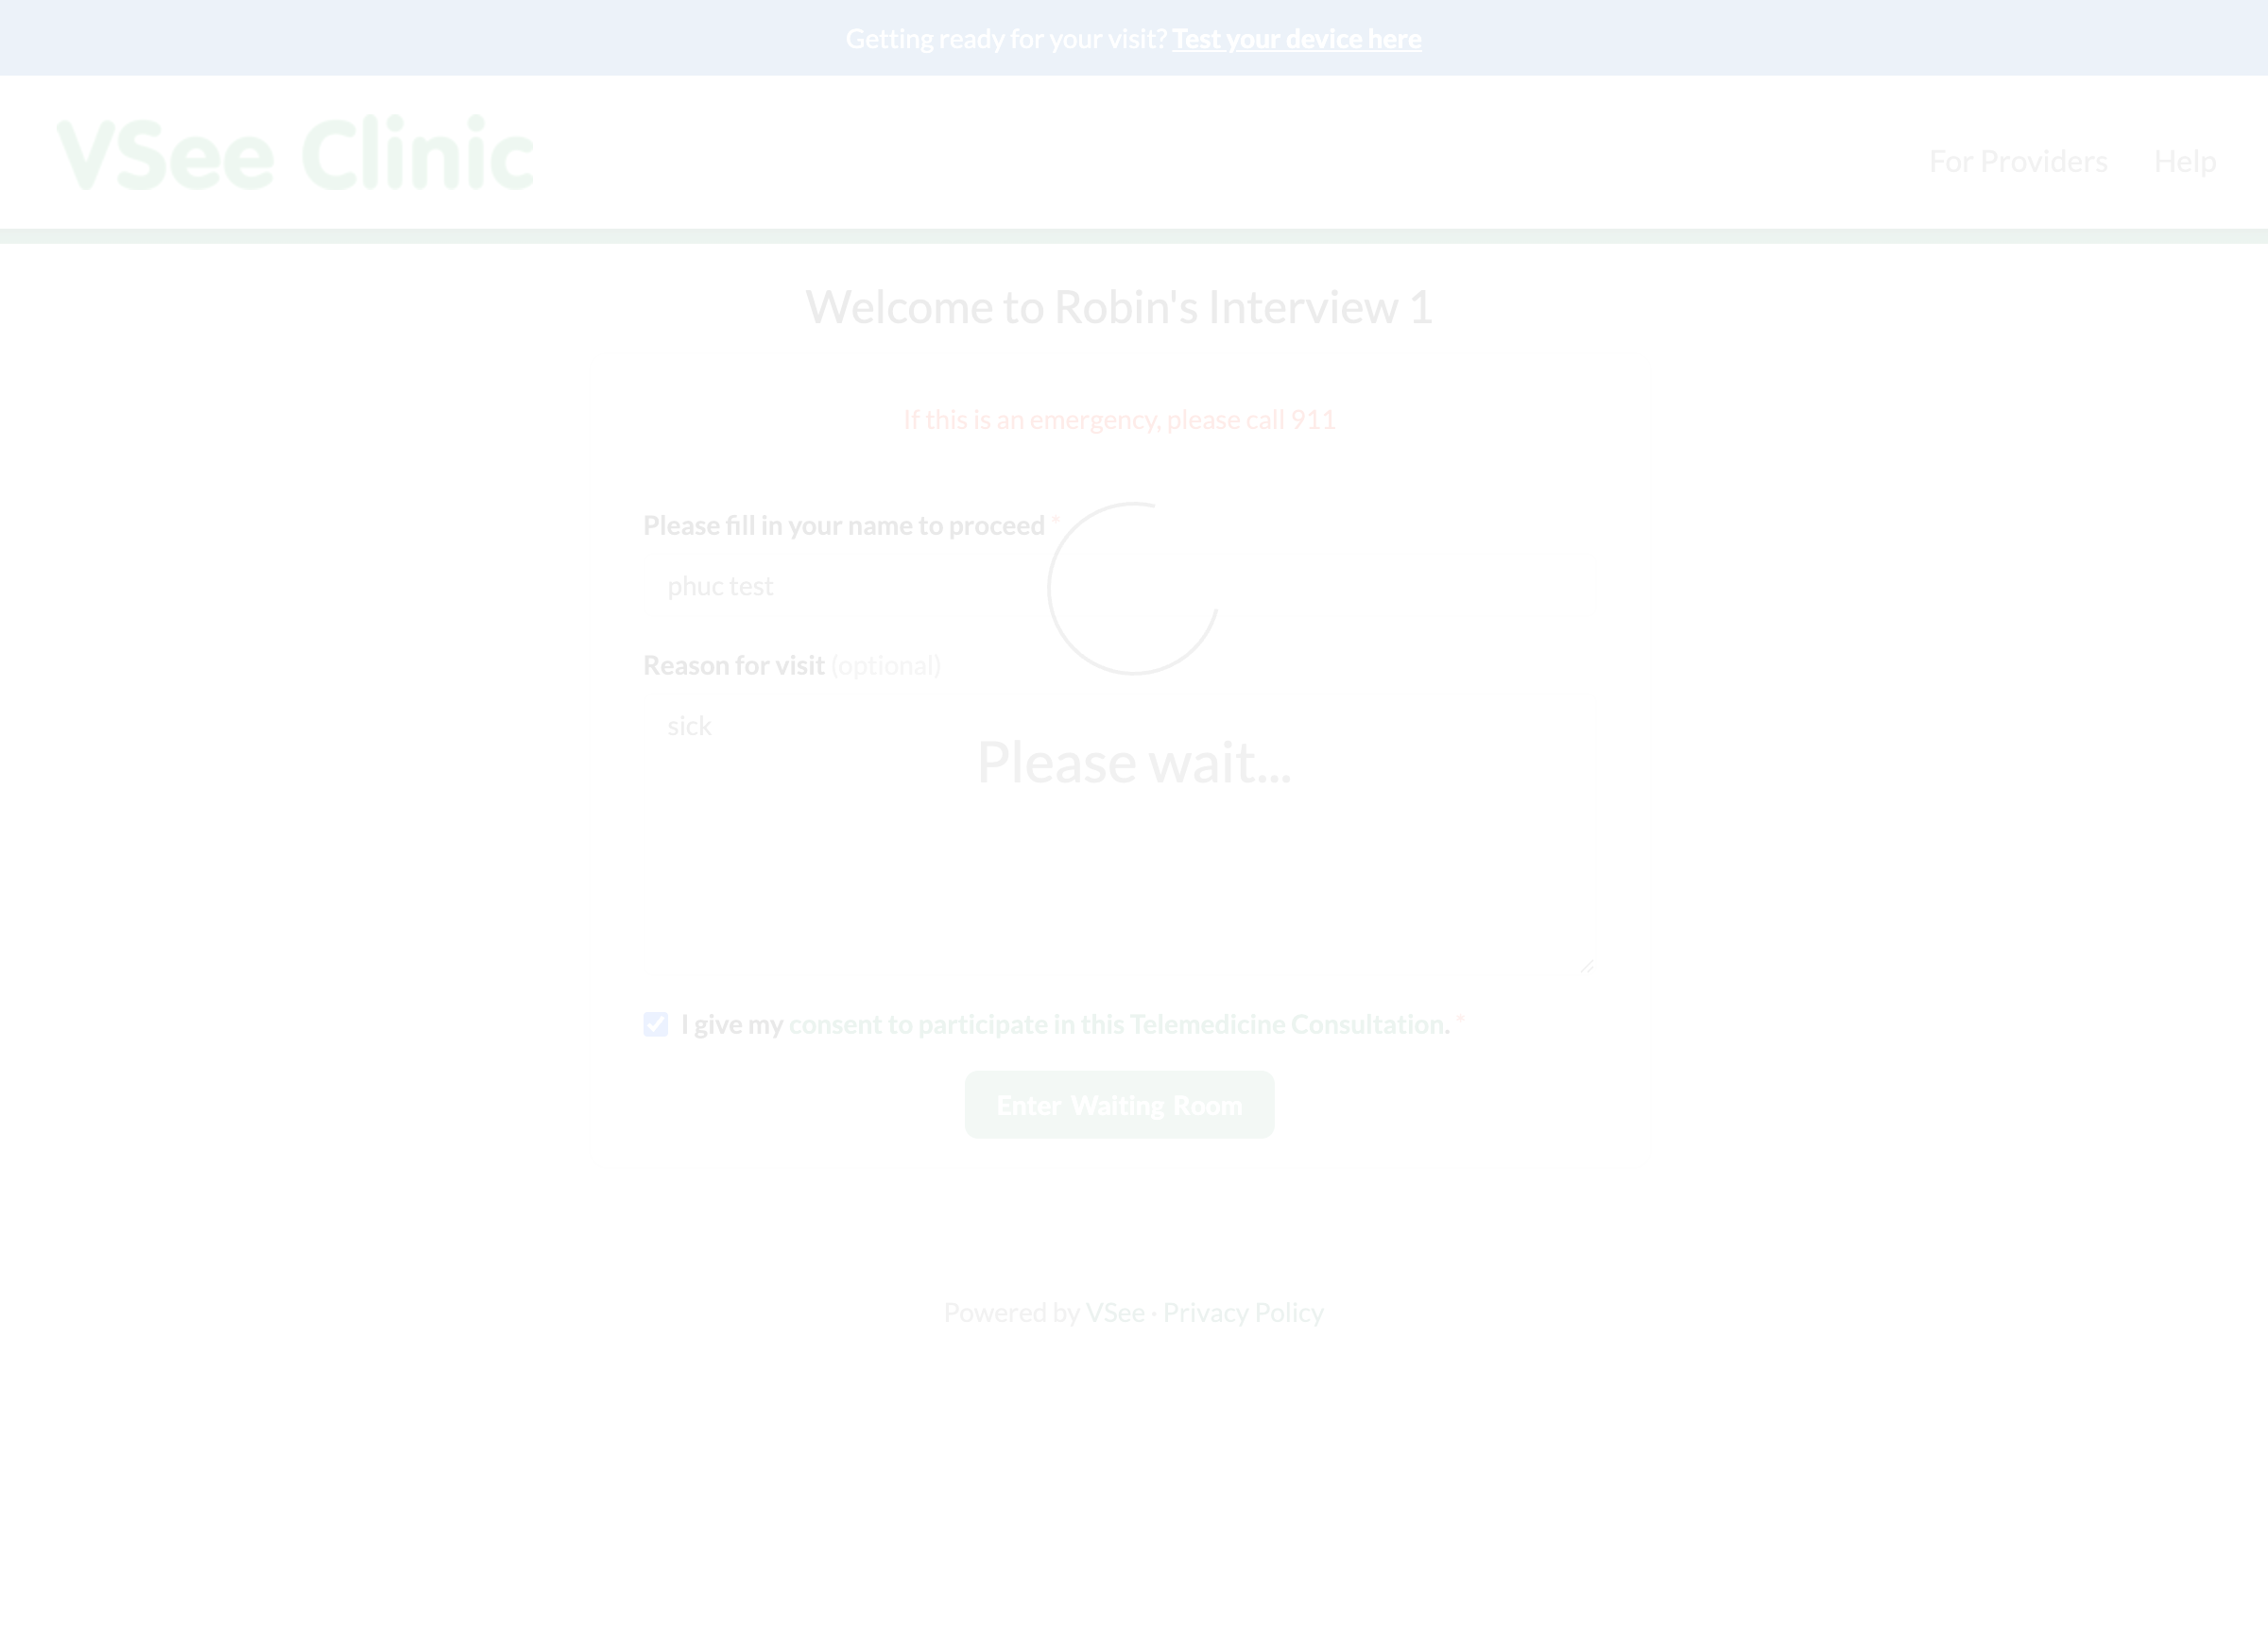 Getting ready for your visit? Test your device here
VSee Clinic
For Providers Help
Welcome to Robin's Interview 1
If this is an emergency, please call 911
Please fill in your name to proceed *
phuc test
Reason for visit (optional)
sick
Please wait...
I give my consent to participate in this Telemedicine Consultation. *
Enter Waiting Room
Powered by VSee · Privacy Policy